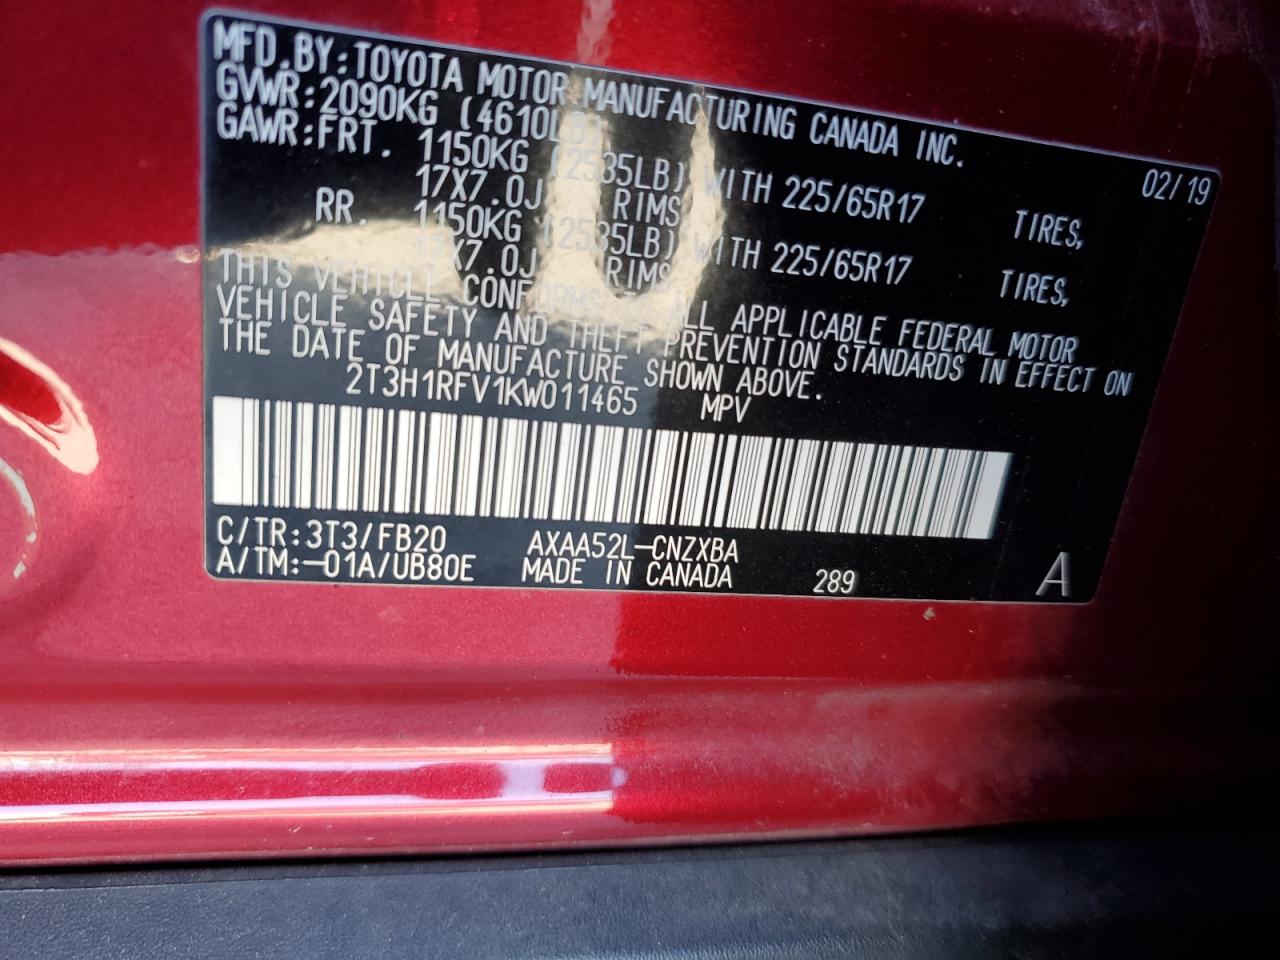 MFD.BY:TOYOTA MOTOR MANUFACTURING CANADA INC.
GVWR:2090KG (4610LB) 02/19
GAWR:FRT. 1150KG (2535LB) WITH 225/65R17 TIRES,
17X7.0J RIMS
RR. 1150KG (2535LB) WITH 225/65R17 TIRES,
17X7.0J RIMS
THIS VEHICLE CONFORMS TO ALL APPLICABLE FEDERAL MOTOR
VEHICLE SAFETY AND THEFT PREVENTION STANDARDS IN EFFECT ON
THE DATE OF MANUFACTURE SHOWN ABOVE.
2T3H1RFV1KW011465 MPV
C/TR:3T3/FB20 AXAA52L-CNZXBA
A/TM:-01A/UB80E MADE IN CANADA 289 A